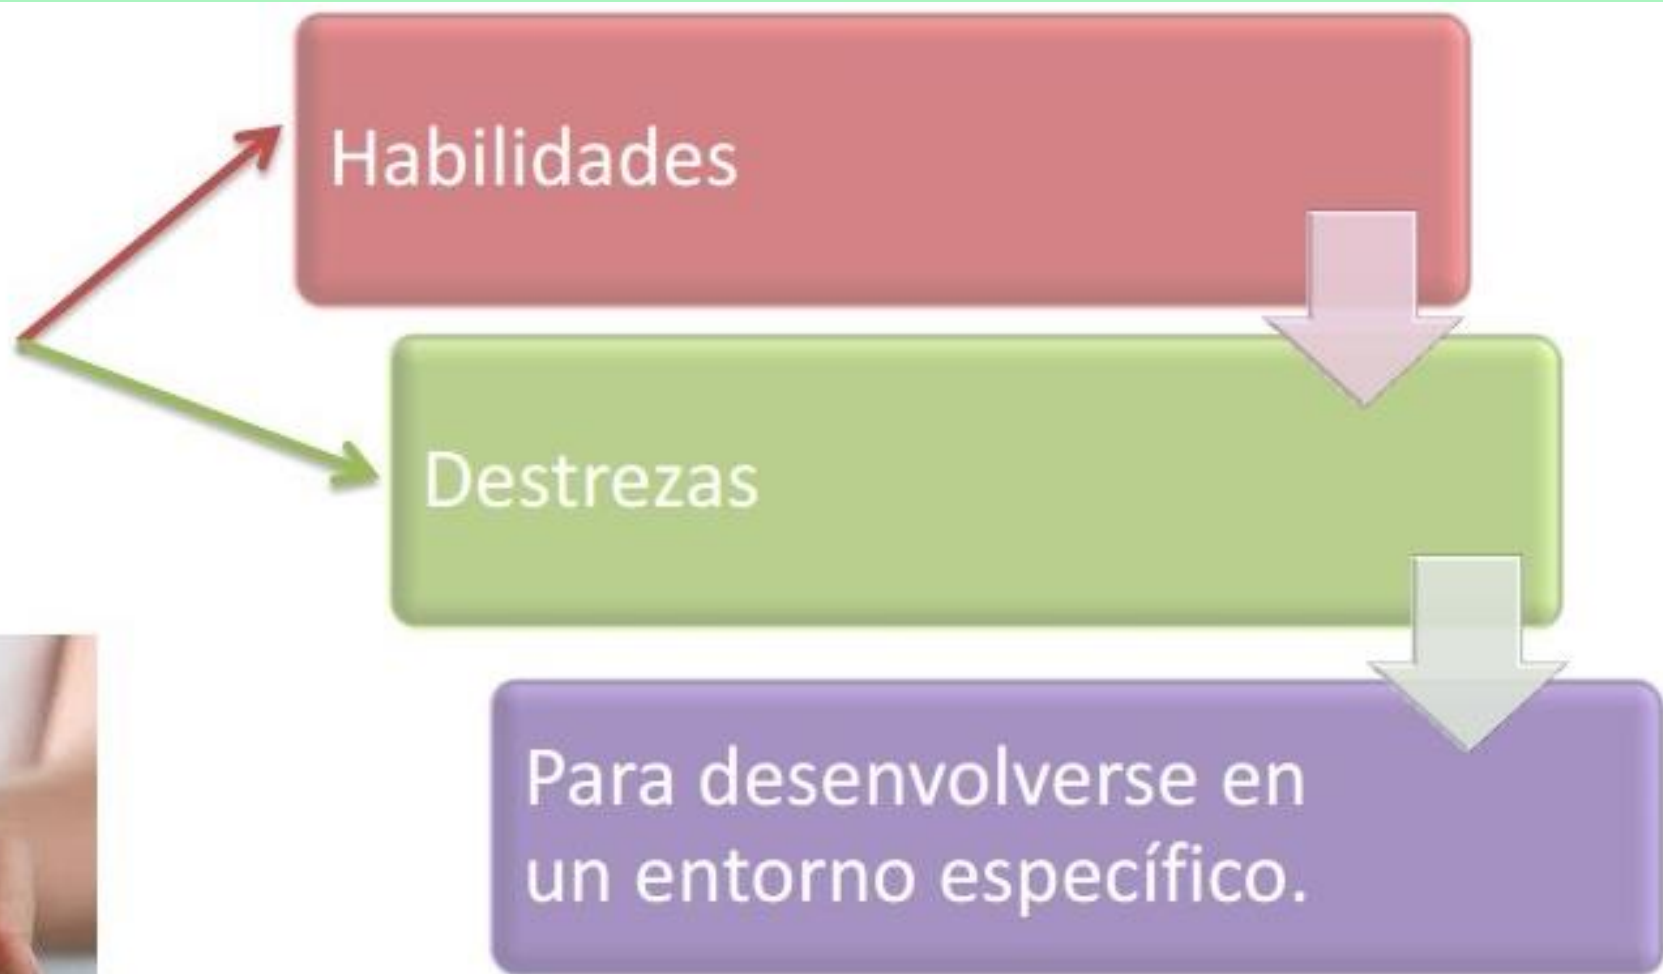 Habilidades
Destrezas
Para desenvolverse en
un entorno específico.